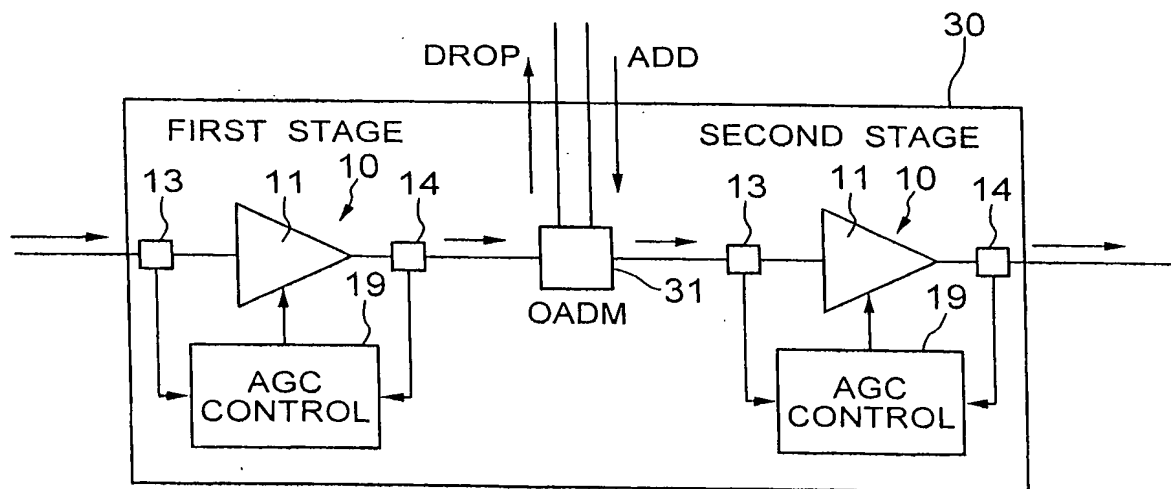 30
DROP
ADD
FIRST STAGE
SECOND STAGE
13
11
10
14
13
11
10
14
31
OADM
19
19
AGC
CONTROL
AGC
CONTROL